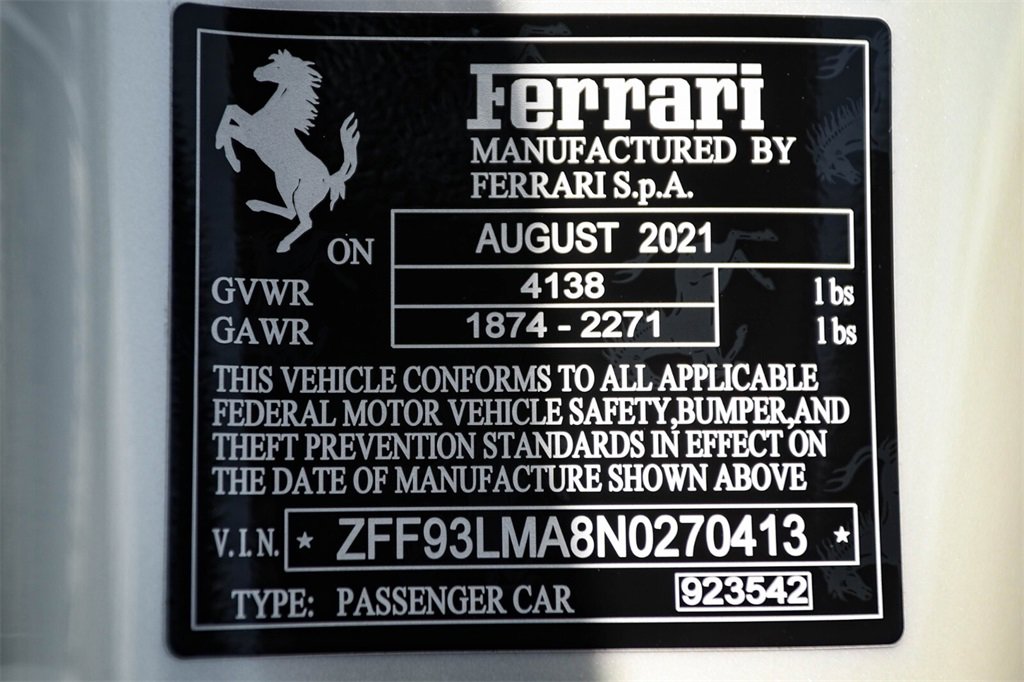 Ferrari
MANUFACTURED BY
FERRARI S.p.A.
ON AUGUST 2021
GVWR 4138 lbs
GAWR 1874 - 2271 lbs
THIS VEHICLE CONFORMS TO ALL APPLICABLE
FEDERAL MOTOR VEHICLE SAFETY,BUMPER,AND
THEFT PREVENTION STANDARDS IN EFFECT ON
THE DATE OF MANUFACTURE SHOWN ABOVE
V.I.N. ★ ZFF93LMA8N0270413 ★
TYPE: PASSENGER CAR 923542